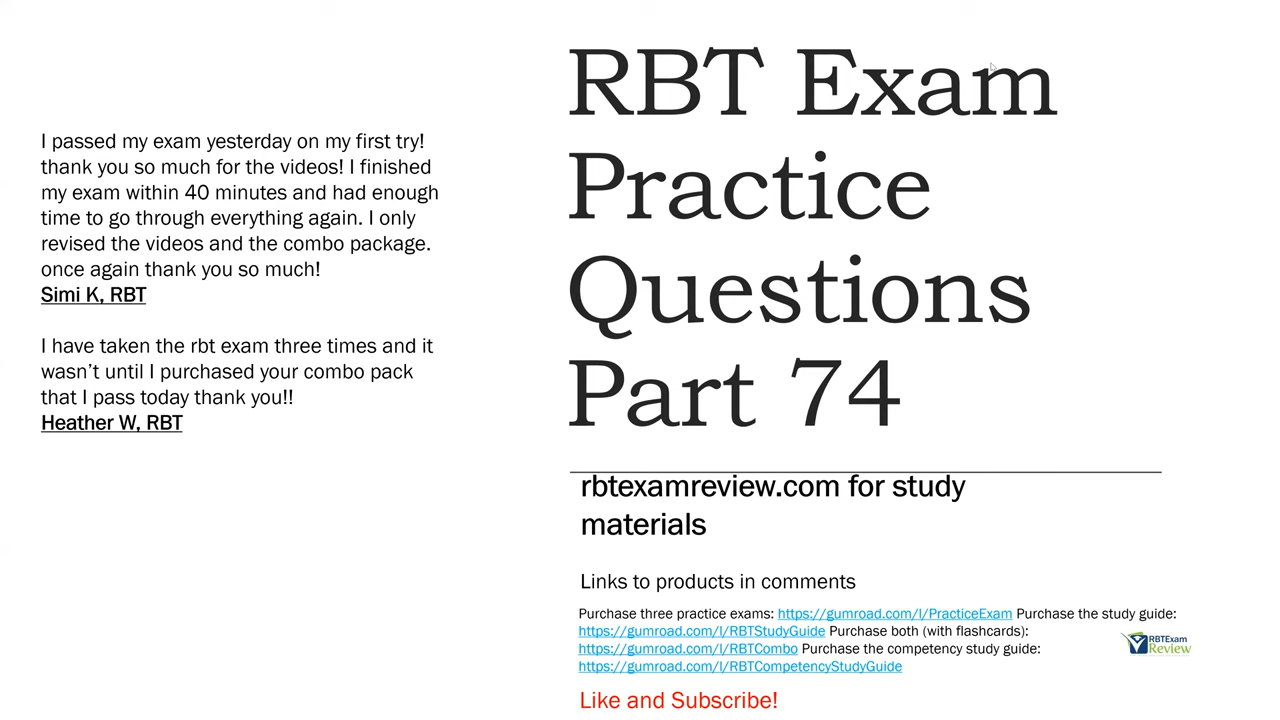 I passed my exam yesterday on my first try!
thank you so much for the videos! I finished
my exam within 40 minutes and had enough
time to go through everything again. I only
revised the videos and the combo package.
once again thank you so much!
Simi K, RBT
I have taken the rbt exam three times and it
wasn’t until I purchased your combo pack
that I pass today thank you!!
Heather W, RBT
RBT Exam
Practice
Questions
Part 74
rbtexamreview.com for study
materials
Links to products in comments
Purchase three practice exams: https://gumroad.com/l/PracticeExam Purchase the study guide:
https://gumroad.com/l/RBTStudyGuide Purchase both (with flashcards):
https://gumroad.com/l/RBTCombo Purchase the competency study guide:
https://gumroad.com/l/RBTCompetencyStudyGuide
RBTExam
Review
Like and Subscribe!